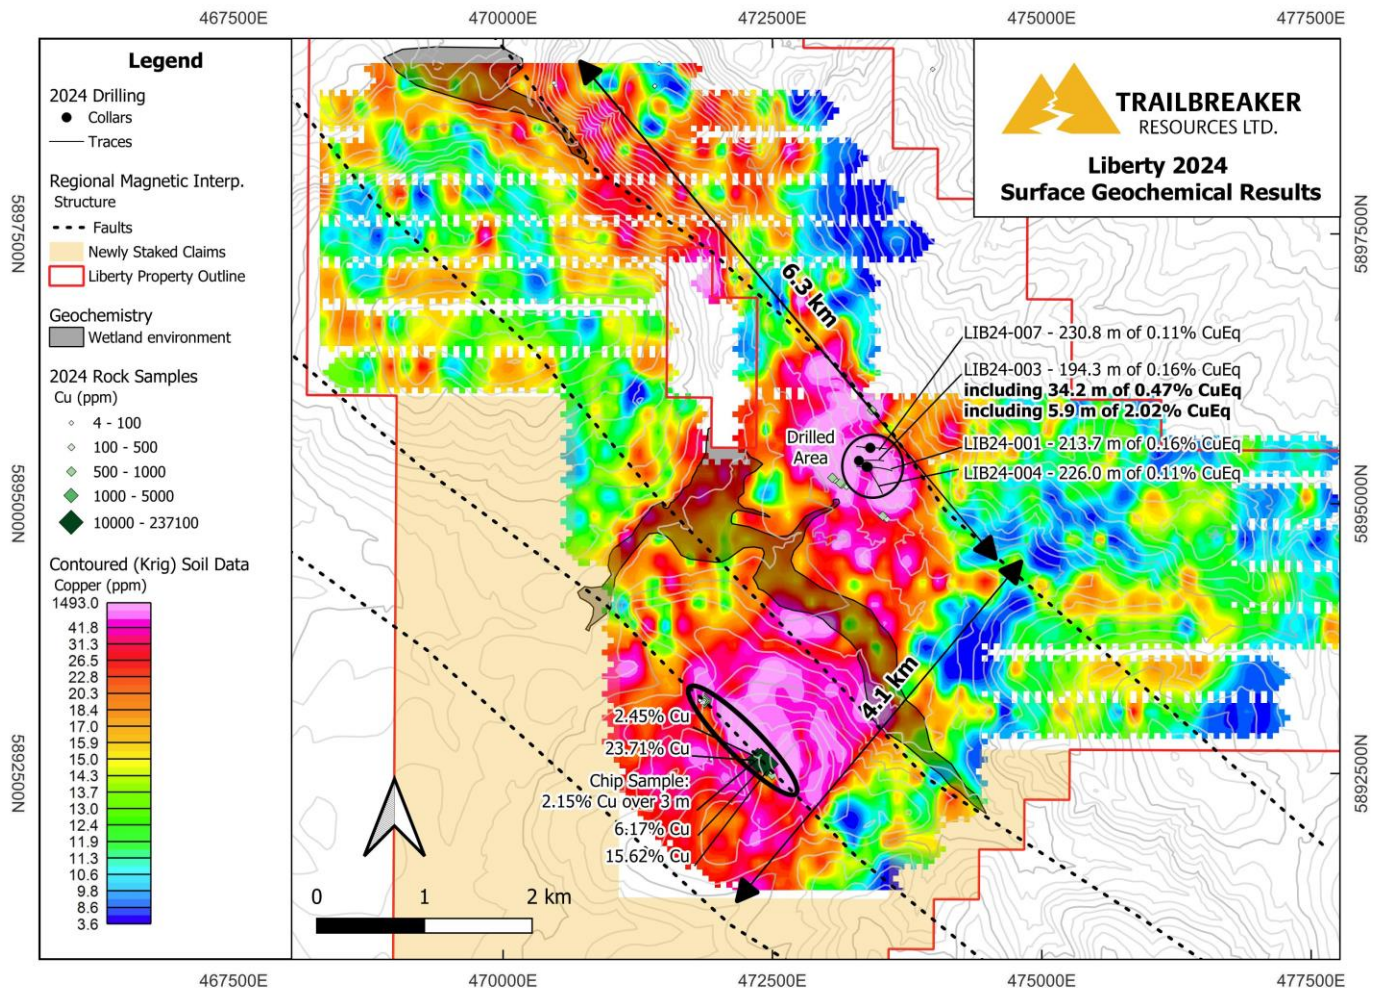 467500E
470000E
472500E
475000E
477500E
Legend
2024 Drilling
Collars
Traces
Regional Magnetic Interp.
Structure
Faults
Newly Staked Claims
Liberty Property Outline
Geochemistry
Wetland environment
2024 Rock Samples
Cu (ppm)
4 - 100
100 - 500
500 - 1000
1000 - 5000
10000 - 237100
Contoured (Krig) Soil Data
Copper (ppm)
1493.0
41.8
31.3
26.5
22.8
20.3
18.4
17.0
15.9
15.0
14.3
13.7
13.0
12.4
11.9
11.3
10.6
9.8
8.6
3.6
5897500N
5895000N
5892500N
TRAILBREAKER
RESOURCES LTD.
Liberty 2024
Surface Geochemical Results
6.3 km
LIB24-007 - 230.8 m of 0.11% CuEq
LIB24-003 - 194.3 m of 0.16% CuEq
including 34.2 m of 0.47% CuEq
including 5.9 m of 2.02% CuEq
LIB24-001 - 213.7 m of 0.16% CuEq
LIB24-004 - 226.0 m of 0.11% CuEq
Drilled
Area
4.1 km
2.45% Cu
23.71% Cu
Chip Sample:
2.15% Cu over 3 m
6.17% Cu
15.62% Cu
0 1 2 km
5897500N
5895000N
5892500N
467500E
470000E
472500E
475000E
477500E